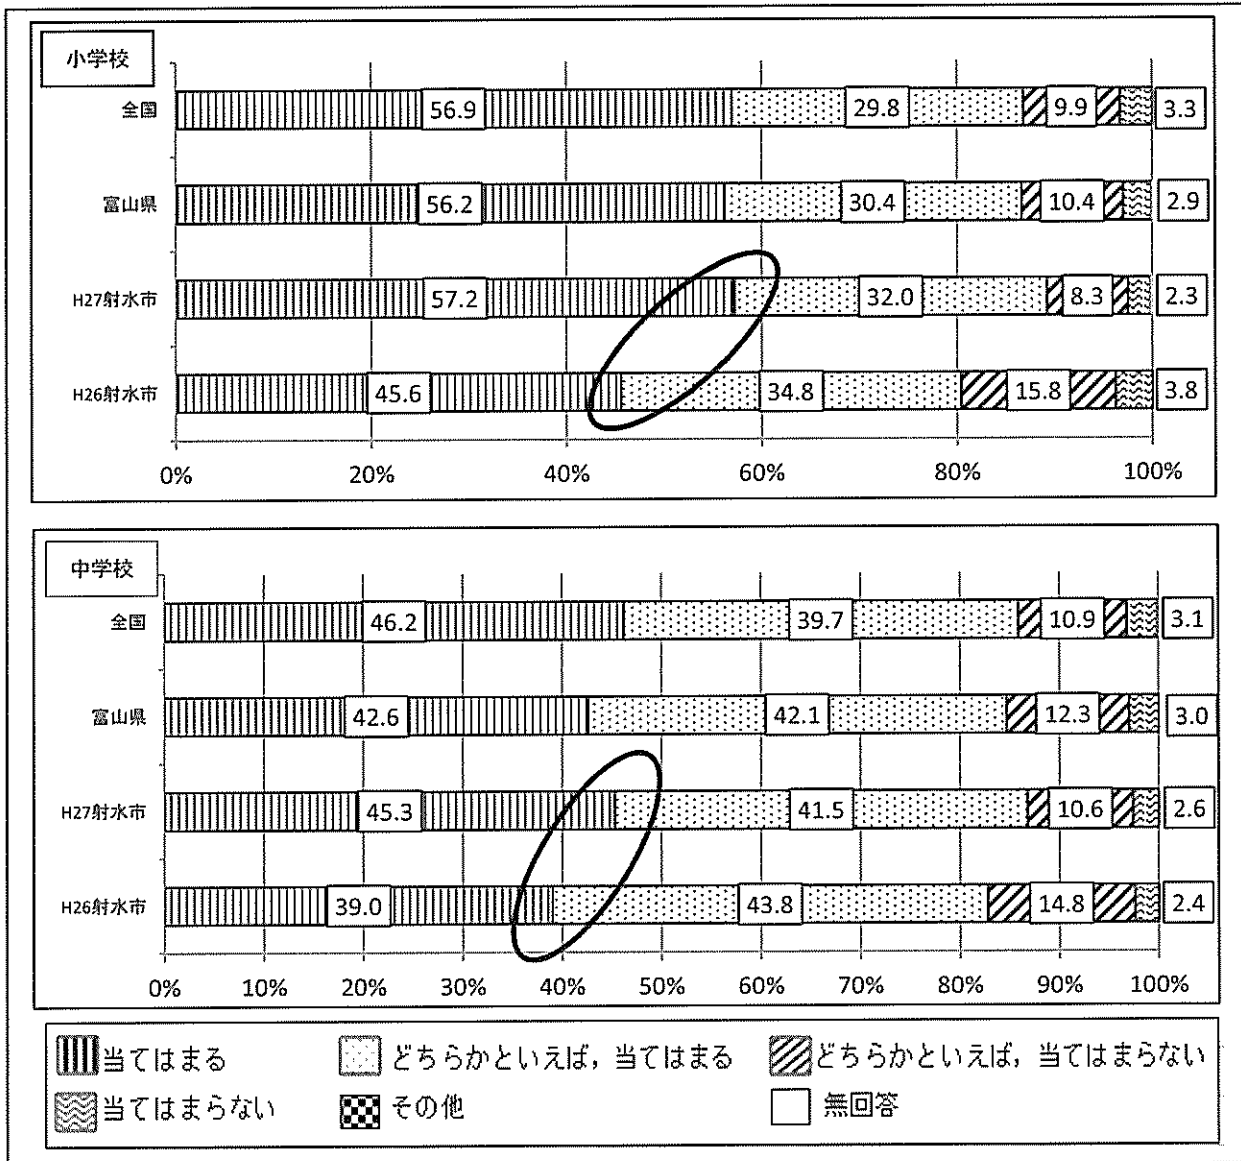 小学校
全国 56.9 29.8 9.9 3.3
富山県 56.2 30.4 10.4 2.9
H27射水市 57.2 32.0 8.3 2.3
H26射水市 45.6 34.8 15.8 3.8
0% 20% 40% 60% 80% 100%
中学校
全国 46.2 39.7 10.9 3.1
富山県 42.6 42.1 12.3 3.0
H27射水市 45.3 41.5 10.6 2.6
H26射水市 39.0 43.8 14.8 2.4
0% 10% 20% 30% 40% 50% 60% 70% 80% 90% 100%
当てはまる どちらかといえば，当てはまる どちらかといえば，当てはまらない
当てはまらない その他 無回答